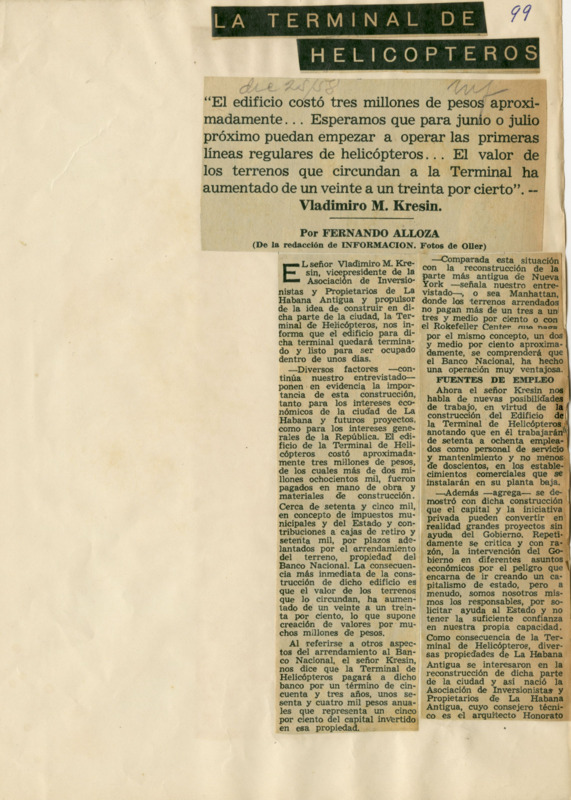 LA TERMINAL DE
99
HELICOPTEROS
dic 25/58
"El edificio costó tres millones de pesos aproxi-
madamente... Esperamos que para junio o julio
próximo puedan empezar a operar las primeras
líneas regulares de helicópteros... El valor de
los terrenos que circundan a la Terminal ha
aumentado de un veinte a un treinta por cierto". --
Vladimiro M. Kresin.
Por FERNANDO ALLOZA
(De la redacción de INFORMACION. Fotos de Oller)
EL señor Vladimiro M. Kre-
sin, vicepresidente de la
Asociación de Inversio-
nistas y Propietarios de La
Habana Antigua y propulsor
de la idea de construir en di-
cha parte de la ciudad, la Ter-
minal de Helicópteros, nos in-
forma que el edificio para di-
cha terminal quedará termina-
do y listo para ser ocupado
dentro de unos días.
—Diversos factores —con-
tinúa nuestro entrevistado—
ponen en evidencia la impor-
tancia de esta construcción,
tanto para los intereses eco-
nómicos de la ciudad de La
Habana y futuros proyectos,
como para los intereses gene-
rales de la República. El edi-
ficio de la Terminal de Heli-
cópteros costó aproximada-
mente tres millones de pesos,
de los cuales más de dos mi-
llones ochocientos mil, fueron
pagados en mano de obra y
materiales de construcción.
Cerca de setenta y cinco mil,
en concepto de impuestos mu-
nicipales y del Estado y con-
tribuciones a cajas de retiro y
setenta mil, por plazos ade-
lantados por el arrendamiento
del terreno, propiedad del
Banco Nacional. La consecuen-
cia más inmediata de la cons-
trucción de dicho edificio es
que el valor de los terrenos
que lo circundan, ha aumen-
tado de un veinte a un trein-
ta por ciento, lo que supone
creación de valores por mu-
chos millones de pesos.
Al referirse a otros aspec-
tos del arrendamiento al Ban-
co Nacional, el señor Kresin,
nos dice que la Terminal de
Helicópteros pagará a dicho
banco por un término de cin-
cuenta y tres años, unos se-
senta y cuatro mil pesos anua-
les que representa un cinco
por ciento del capital invertido
en esa propiedad.
—Comparada esta situación
con la reconstrucción de la
parte más antigua de Nueva
York —señala nuestro entre-
vistado—, o sea Manhattan,
donde los terrenos arrendados
no pagan más de un tres a un
tres y medio por ciento o con
el Rokefeller Center, que paga,
por el mismo concepto, un dos
y medio por ciento aproxima-
damente, se comprenderá que
el Banco Nacional, ha hecho
una operación muy ventajosa.
FUENTES DE EMPLEO
Ahora el señor Kresin nos
habla de nuevas posibilidades
de trabajo, en virtud de la
construcción del Edificio de
la Terminal de Helicópteros,
anotando que en él trabajarán
de setenta a ochenta emplea-
dos como personal de servicio
y mantenimiento y no menos
de doscientos, en los estable-
cimientos comerciales que se
instalarán en su planta baja.
—Además —agrega— se de-
mostró con dicha construcción
que el capital y la iniciativa
privada pueden convertir en
realidad grandes proyectos sin
ayuda del Gobierno. Repeti-
damente se critica y con ra-
zón, la intervención del Go-
bierno en diferentes asuntos
económicos por el peligro que
encarna de ir creando un ca-
pitalismo de estado, pero a
menudo, somos nosotros mis-
mos los responsables, por so-
licitar ayuda al Estado y no
tener la suficiente confianza
en nuestra propia capacidad.
Como consecuencia de la Ter-
minal de Helicópteros, diver-
sas propiedades de La Habana
Antigua se interesaron en la
reconstrucción de dicha parte
de la ciudad y así nació la
Asociación de Inversionistas y
Propietarios de La Habana
Antigua, cuyo consejero técni-
co es el arquitecto Honorato